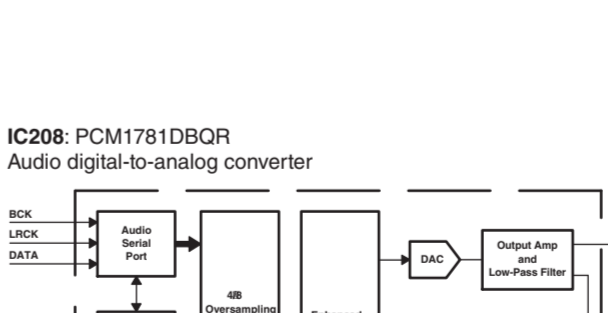 IC208: PCM1781DBQR
Audio digital-to-analog converter
BCK
LRCK
DATA
Audio
Serial
Port
4/8
Oversampling
Enhanced
DAC
Output Amp
and
Low-Pass Filter